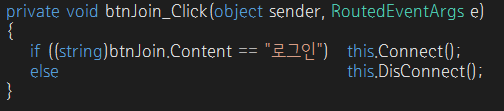 private void btnJoin_Click(object sender, RoutedEventArgs e)
{
if ((string)btnJoin.Content == "로그인") this.Connect();
else this.DisConnect();
}